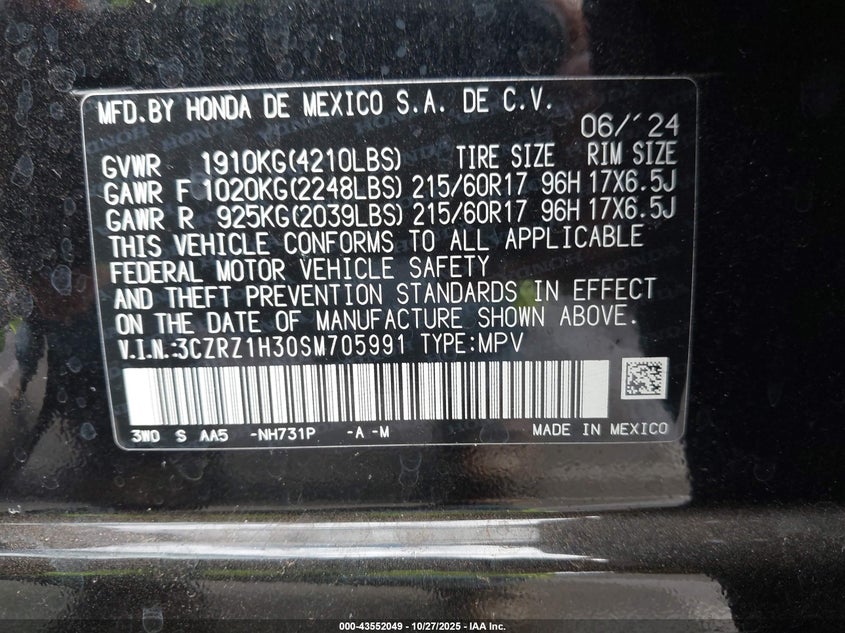 MFD.BY HONDA DE MEXICO S.A. DE C.V.
06/´24
GVWR 1910KG(4210LBS) TIRE SIZE RIM SIZE
GAWR F 1020KG(2248LBS) 215/60R17 96H 17X6.5J
GAWR R 925KG(2039LBS) 215/60R17 96H 17X6.5J
THIS VEHICLE CONFORMS TO ALL APPLICABLE
FEDERAL MOTOR VEHICLE SAFETY
AND THEFT PREVENTION STANDARDS IN EFFECT
ON THE DATE OF MANUFACTURE SHOWN ABOVE.
V.I.N.:3CZRZ1H30SM705991 TYPE:MPV
3W0 S AA5 -NH731P -A -M MADE IN MEXICO
000-43552049 - 10/27/2025 - IAA Inc.